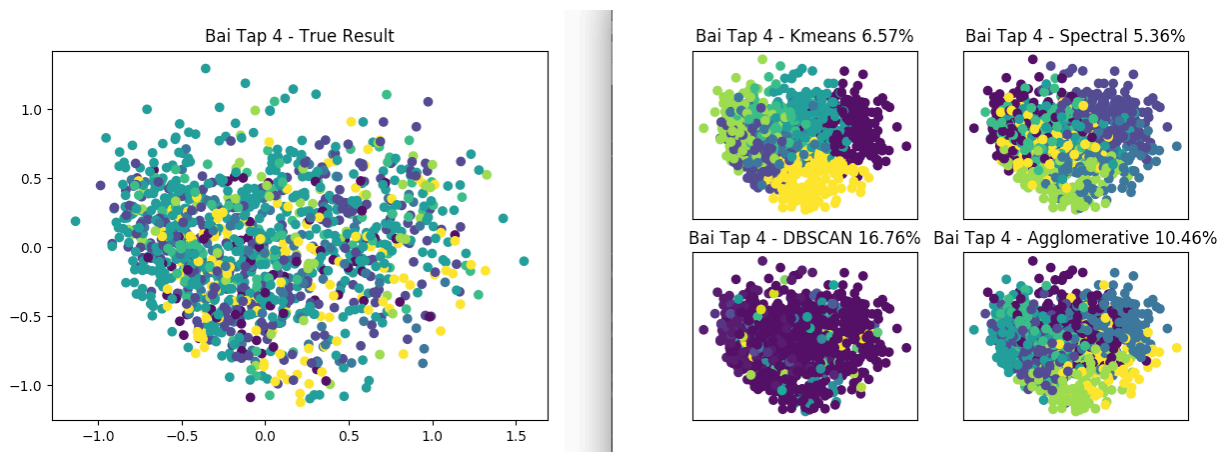 Bai Tap 4 - True Result
1.0
0.5
0.0
−0.5
−1.0
−1.0 −0.5 0.0 0.5 1.0 1.5
Bai Tap 4 - Kmeans 6.57%
Bai Tap 4 - Spectral 5.36%
Bai Tap 4 - DBSCAN 16.76%
Bai Tap 4 - Agglomerative 10.46%